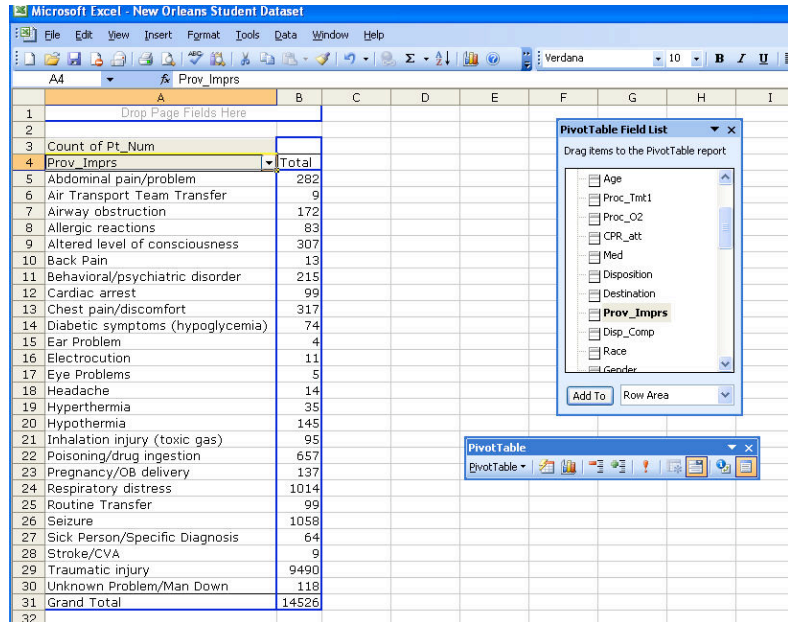 Microsoft Excel - New Orleans Student Dataset
File Edit View Insert Format Tools Data Window Help
Verdana 10 B I U
A4 fx Prov_Imprs
A B C D E F G H I
1 Drop Page Fields Here
2
3 Count of Pt_Num
4 Prov_Imprs Total
5 Abdominal pain/problem 282
6 Air Transport Team Transfer 9
7 Airway obstruction 172
8 Allergic reactions 83
9 Altered level of consciousness 307
10 Back Pain 13
11 Behavioral/psychiatric disorder 215
12 Cardiac arrest 99
13 Chest pain/discomfort 317
14 Diabetic symptoms (hypoglycemia) 74
15 Ear Problem 4
16 Electrocution 11
17 Eye Problems 5
18 Headache 14
19 Hyperthermia 35
20 Hypothermia 145
21 Inhalation injury (toxic gas) 95
22 Poisoning/drug ingestion 657
23 Pregnancy/OB delivery 137
24 Respiratory distress 1014
25 Routine Transfer 99
26 Seizure 1058
27 Sick Person/Specific Diagnosis 64
28 Stroke/CVA 9
29 Traumatic injury 9490
30 Unknown Problem/Man Down 118
31 Grand Total 14526
32
PivotTable Field List
Drag items to the PivotTable report
Age
Proc_Tmt1
Proc_O2
CPR_att
Med
Disposition
Destination
Prov_Imprs
Disp_Comp
Race
Gender
Add To Row Area
PivotTable
PivotTable